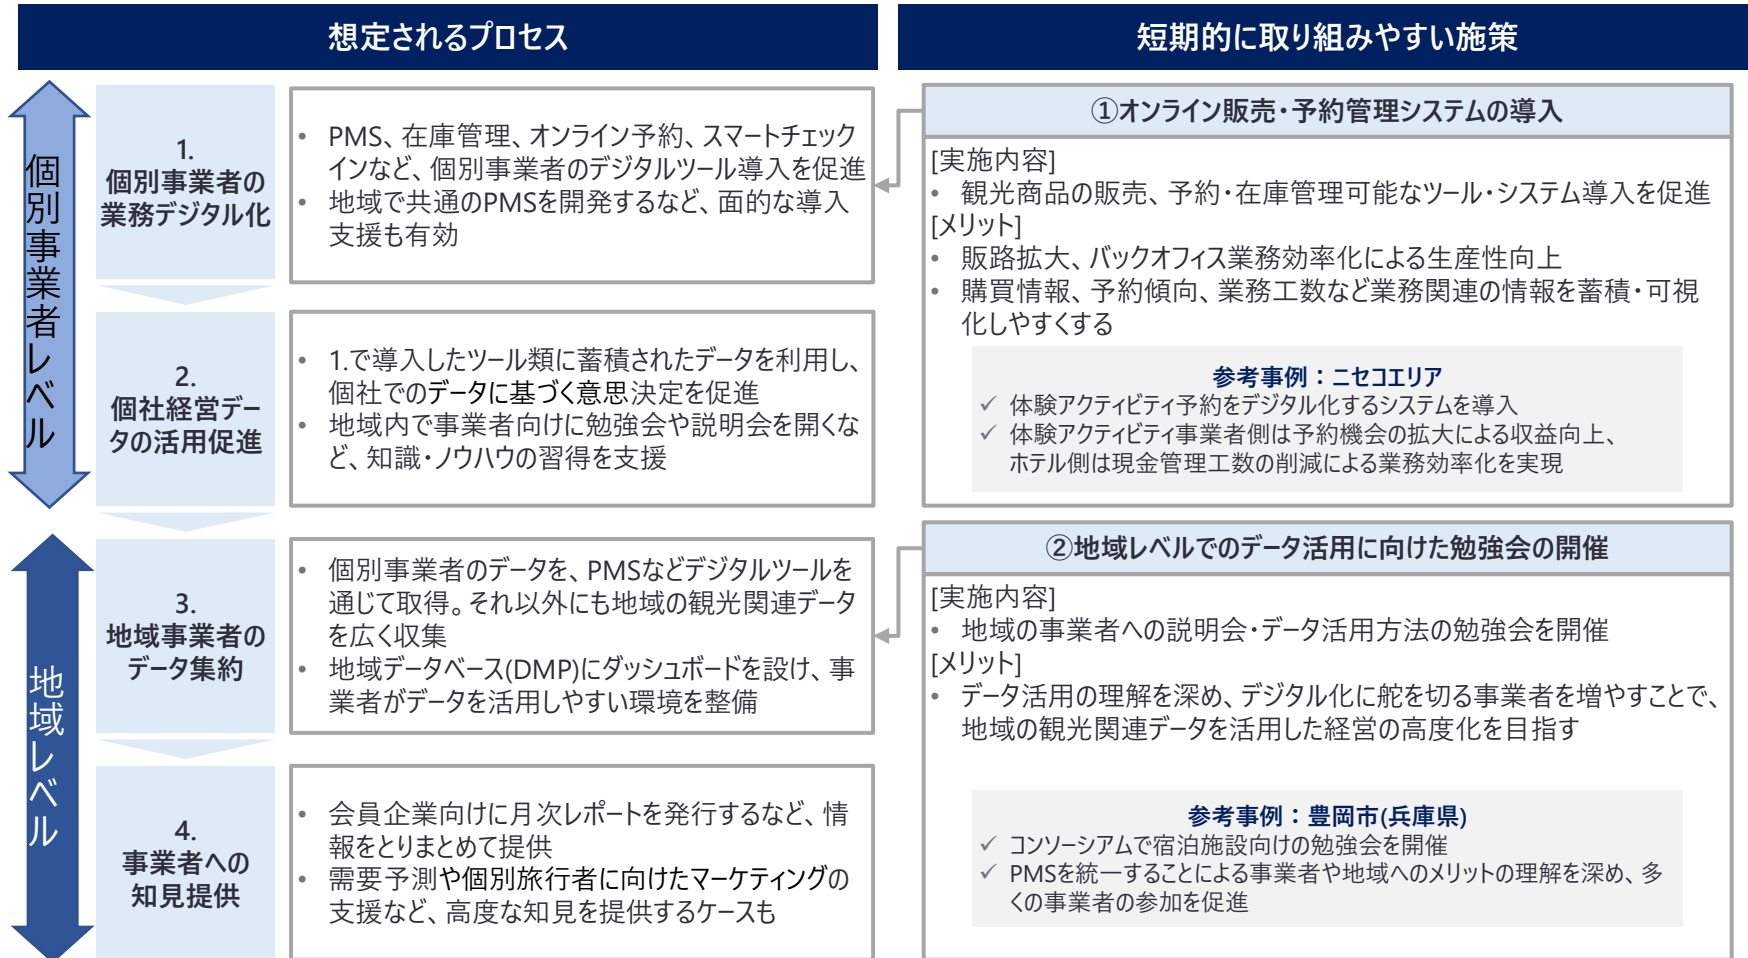 想定されるプロセス
個別事業者レベル
1.
個別事業者の
業務デジタル化
• PMS、在庫管理、オンライン予約、スマートチェック
インなど、個別事業者のデジタルツール導入を促進
• 地域で共通のPMSを開発するなど、面的な導入
支援も有効
2.
個社経営デー
タの活用促進
• 1.で導入したツール類に蓄積されたデータを利用し、
個社でのデータに基づく意思決定を促進
• 地域内で事業者向けに勉強会や説明会を開くな
ど、知識・ノウハウの習得を支援
地域レベル
3.
地域事業者の
データ集約
• 個別事業者のデータを、PMSなどデジタルツールを
通じて取得。それ以外にも地域の観光関連データ
を広く収集
• 地域データベース(DMP)にダッシュボードを設け、事
業者がデータを活用しやすい環境を整備
4.
事業者への
知見提供
• 会員企業向けに月次レポートを発行するなど、情
報をとりまとめて提供
• 需要予測や個別旅行者に向けたマーケティングの
支援など、高度な知見を提供するケースも
短期的に取り組みやすい施策
①オンライン販売・予約管理システムの導入
[実施内容]
• 観光商品の販売、予約・在庫管理可能なツール・システム導入を促進
[メリット]
• 販路拡大、バックオフィス業務効率化による生産性向上
• 購買情報、予約傾向、業務工数など業務関連の情報を蓄積・可視
化しやすくする
参考事例：ニセコエリア
✓ 体験アクティビティ予約をデジタル化するシステムを導入
✓ 体験アクティビティ事業者側は予約機会の拡大による収益向上、
ホテル側は現金管理工数の削減による業務効率化を実現
②地域レベルでのデータ活用に向けた勉強会の開催
[実施内容]
• 地域の事業者への説明会・データ活用方法の勉強会を開催
[メリット]
• データ活用の理解を深め、デジタル化に舵を切る事業者を増やすことで、
地域の観光関連データを活用した経営の高度化を目指す
参考事例：豊岡市(兵庫県)
✓ コンソーシアムで宿泊施設向けの勉強会を開催
✓ PMSを統一することによる事業者や地域へのメリットの理解を深め、多
くの事業者の参加を促進